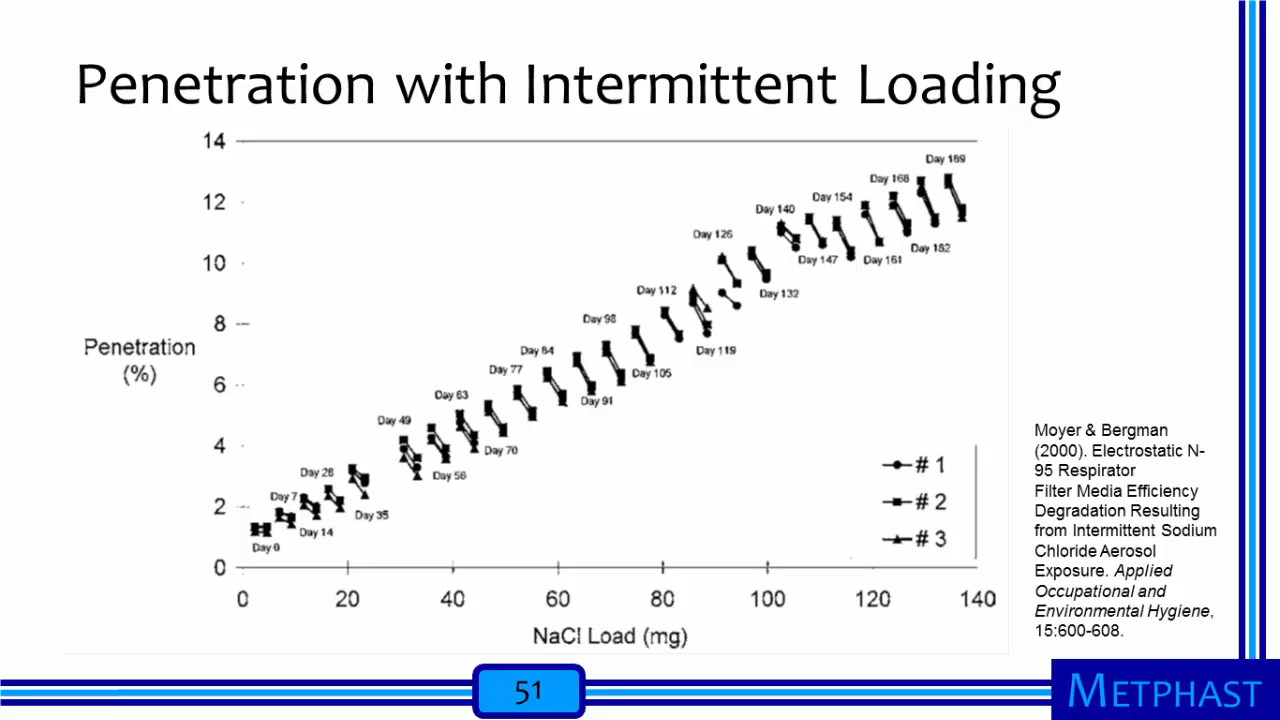 Penetration with Intermittent Loading
14
12
10
8
6
4
2
0
Penetration
(%)
Day 0
Day 7
Day 14
Day 28
Day 35
Day 49
Day 56
Day 63
Day 70
Day 77
Day 84
Day 91
Day 98
Day 105
Day 112
Day 119
Day 126
Day 132
Day 140
Day 147
Day 154
Day 161
Day 168
Day 182
Day 189
# 1
# 2
# 3
0 20 40 60 80 100 120 140
NaCl Load (mg)
Moyer & Bergman
(2000). Electrostatic N-
95 Respirator
Filter Media Efficiency
Degradation Resulting
from Intermittent Sodium
Chloride Aerosol
Exposure. Applied
Occupational and
Environmental Hygiene,
15:600-608.
51
METPHAST